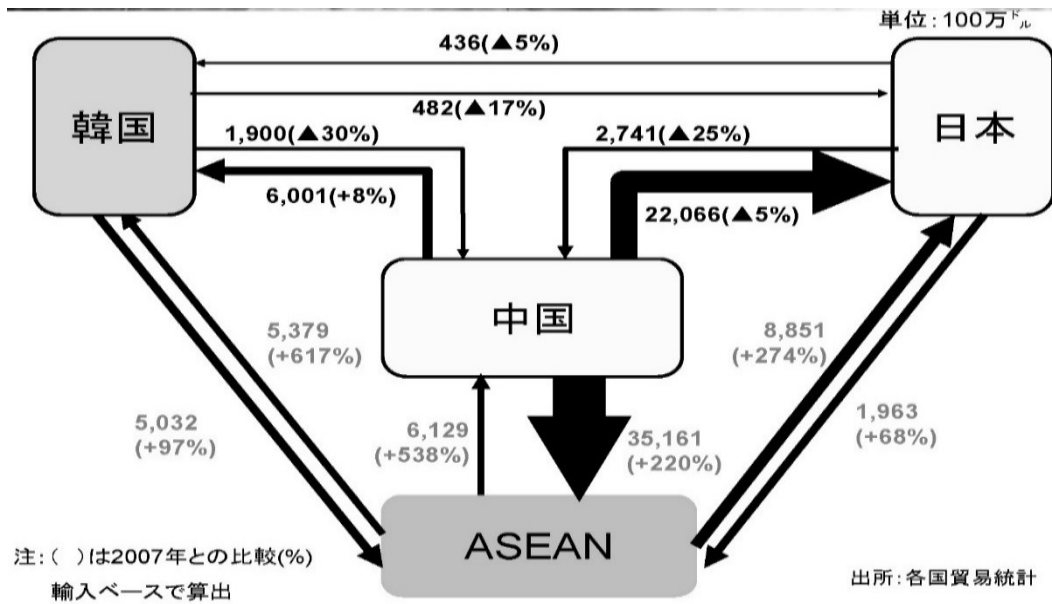 単位:100万㌦
436(▲5%)
韓国
日本
482(▲17%)
1,900(▲30%)
2,741(▲25%)
6,001(+8%)
22,066(▲5%)
中国
5,379
(+617%)
8,851
(+274%)
5,032
(+97%)
6,129
(+538%)
35,161
(+220%)
1,963
(+68%)
ASEAN
注:( )は2007年との比較(%)
輸入ベースで算出
出所:各国貿易統計